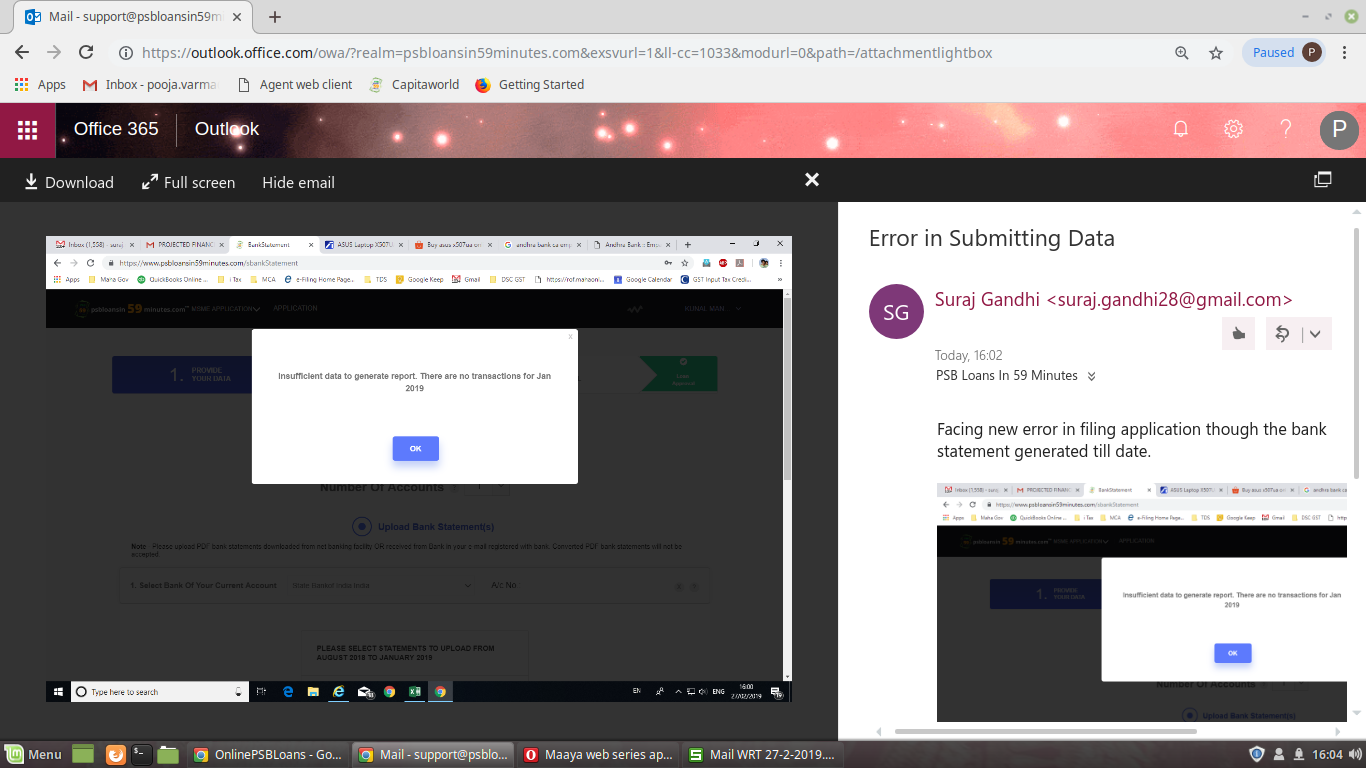 Mail - support@psbloansin59m
https://outlook.office.com/owa/?realm=psbloansin59minutes.com&exsvurl=1&ll-cc=1033&modurl=0&path=/attachmentlightbox
Paused P
Apps Inbox - pooja.varma Agent web client Capitaworld Getting Started
Office 365 Outlook
P
Download Full screen Hide email
Inbox (1,558) - suraj PROJECTED FINANC BankStatement ASUS Laptop X507U Buy asus x507ua on andhra bank ca emp Andhra Bank : Emp
https://www.psbloansin59minutes.com/sbankStatement
Apps Maha Gov QuickBooks Online ... i Tax MCA e-Filing Home Page... TDS Google Keep Gmail DSC GST https://rof.mahaonl... Google Calendar GST Input Tax Credi...
psbloansin 59 minutes.com MSME APPLICATION APPLICATION
1. PROVIDE
YOUR DATA
x
Insufficient data to generate report. There are no transactions for Jan
2019
OK
Number Of Accounts 1
Upload Bank Statement(s)
Note : Please upload PDF bank statements downloaded from net banking facility OR received from Bank in your e-mail registered with bank. Converted PDF bank statements will not be
accepted.
1. Select Bank Of Your Current Account A/c No
PLEASE SELECT STATEMENTS TO UPLOAD FROM
AUGUST 2018 TO JANUARY 2019
Type here to search
EN ENG 16:00
27/02/2019
Error in Submitting Data
SG
Suraj Gandhi <suraj.gandhi28@gmail.com>
Today, 16:02
PSB Loans In 59 Minutes
Facing new error in filing application though the bank
statement generated till date.
Inbox (1,558) - suraj PROJECTED FINANC BankStatement ASUS Laptop X507U Buy asus x507ua on andhra bank ca
https://www.psbloansin59minutes.com/sbankStatement
Apps Maha Gov QuickBooks Online ... i Tax MCA e-Filing Home Page... TDS Google Keep Gmail DSC GST http
psbloansin 59 minutes.com MSME APPLICATION APPLICATION
1. PROVIDE
YOUR DATA
Insufficient data to generate report. There are no transactions for Jan
2019
OK
Number Of Accounts
Upload Bank Statement(s)
Menu OnlinePSBLoans - Go... Mail - support@psblo... Maaya web series ap... Mail WRT 27-2-2019.... 16:04